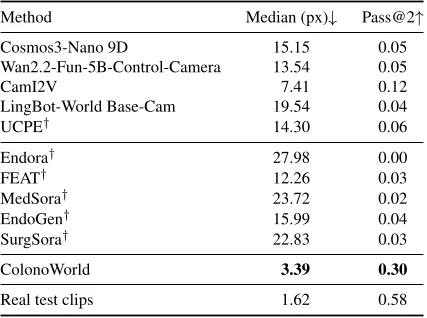 Method Median (px)↓ Pass@2↑
Cosmos3-Nano 9D 15.15 0.05
Wan2.2-Fun-5B-Control-Camera 13.54 0.05
CamI2V 7.41 0.12
LingBot-World Base-Cam 19.54 0.04
UCPE† 14.30 0.06
Endora† 27.98 0.00
FEAT† 12.26 0.03
MedSora† 23.72 0.02
EndoGen† 15.99 0.04
SurgSora† 22.83 0.03
ColonoWorld 3.39 0.30
Real test clips 1.62 0.58